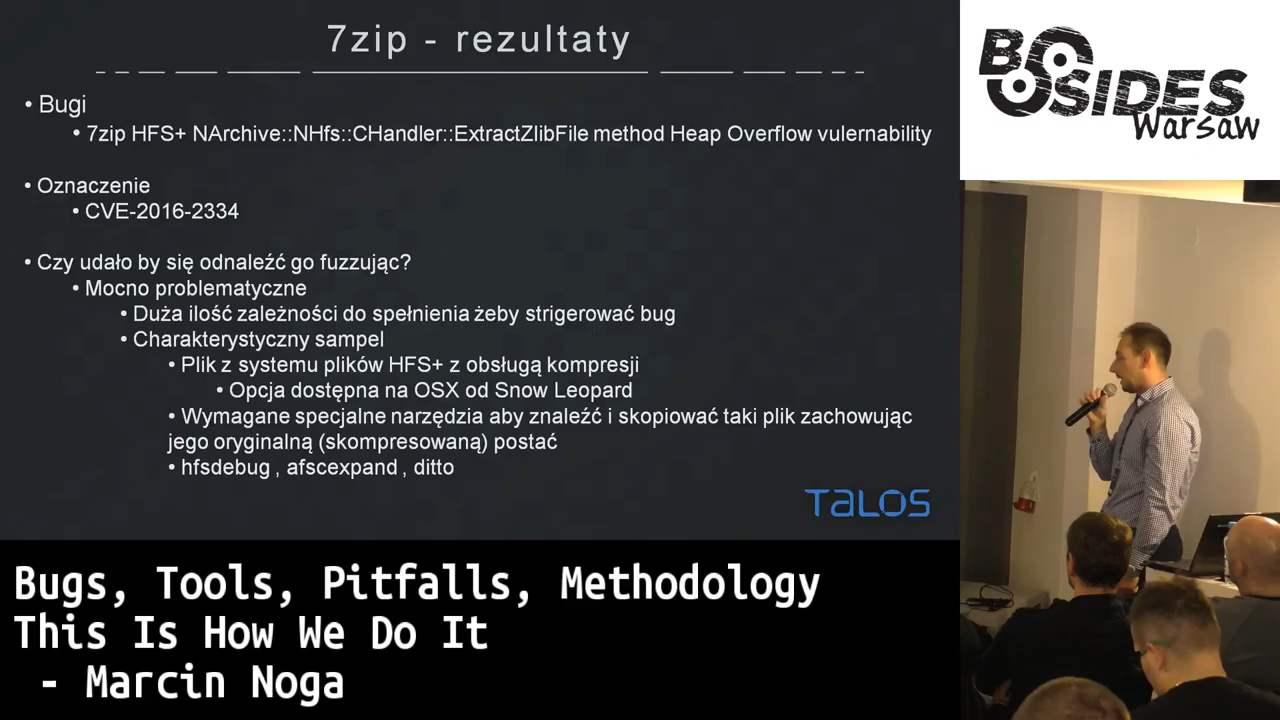 7zip - rezultaty
• Bugi
• 7zip HFS+ NArchive::NHfs::CHandler::ExtractZlibFile method Heap Overflow vulernability
• Oznaczenie
• CVE-2016-2334
• Czy udało by się odnaleźć go fuzzując?
• Mocno problematyczne
• Duża ilość zależności do spełnienia żeby strigerować bug
• Charakterystyczny sampel
• Plik z systemu plików HFS+ z obsługą kompresji
• Opcja dostępna na OSX od Snow Leopard
• Wymagane specjalne narzędzia aby znaleźć i skopiować taki plik zachowując
jego oryginalną (skompresowaną) postać
• hfsdebug , afscexpand , ditto
TALOS
BSIDES
Warsaw
Bugs, Tools, Pitfalls, Methodology
This Is How We Do It
- Marcin Noga